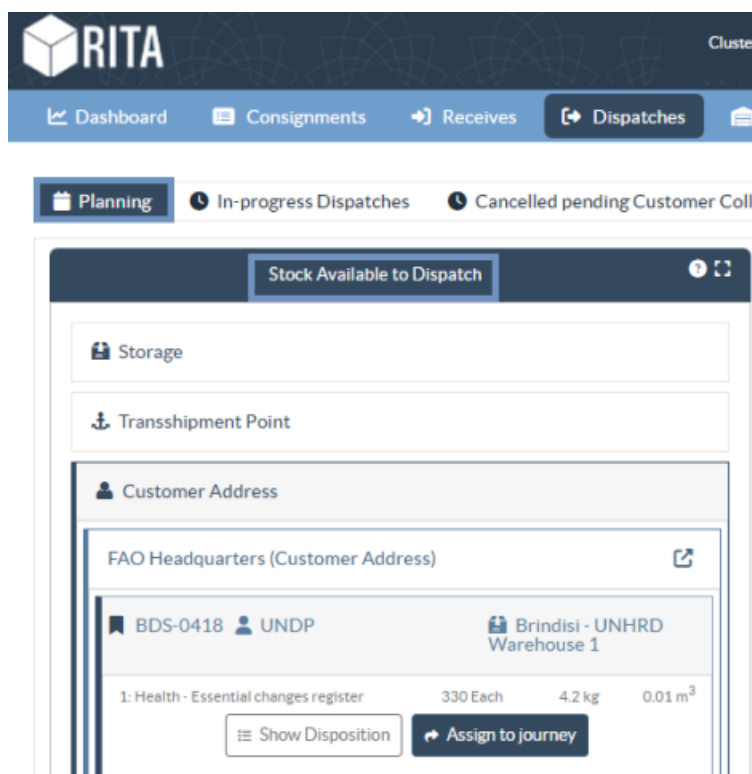 RITA
Cluste
Dashboard Consignments Receives Dispatches
Planning In-progress Dispatches Cancelled pending Customer Coll
Stock Available to Dispatch
Storage
Transshipment Point
Customer Address
FAO Headquarters (Customer Address)
BDS-0418 UNDP Brindisi - UNHRD
Warehouse 1
1: Health - Essential changes register 330 Each 4.2 kg 0.01 m³
Show Disposition Assign to journey